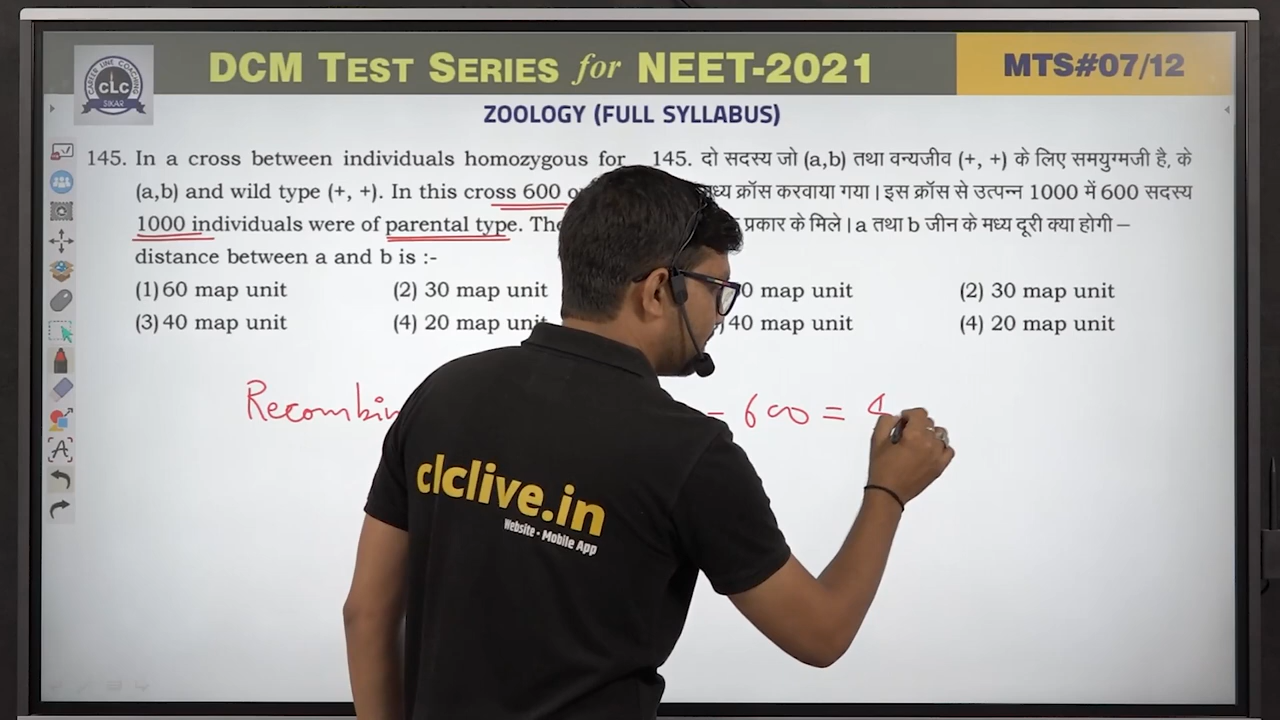 DCM TEST SERIES for NEET-2021
MTS#07/12
CAREER LINE COACHING
CLC
SIKAR
ZOOLOGY (FULL SYLLABUS)
145. In a cross between individuals homozygous for
(a,b) and wild type (+, +). In this cross 600
1000 individuals were of parental type.
distance between a and b is :-
(1) 60 map unit (2) 30 map unit
(3) 40 map unit (4) 20 map unit
145. दो सदस्य जो (a,b) तथा वन्यजीव (+, +) के लिए समयुग्मजी है, के
क्रॉस करवाया गया। इस क्रॉस से उत्पन्न 1000 में 600 सदस्य
प्रकार के मिले। a तथा b जीन के मध्य दूरी क्या होगी –
map unit (2) 30 map unit
40 map unit (4) 20 map unit
– 600 =
clclive.in
Website • Mobile App